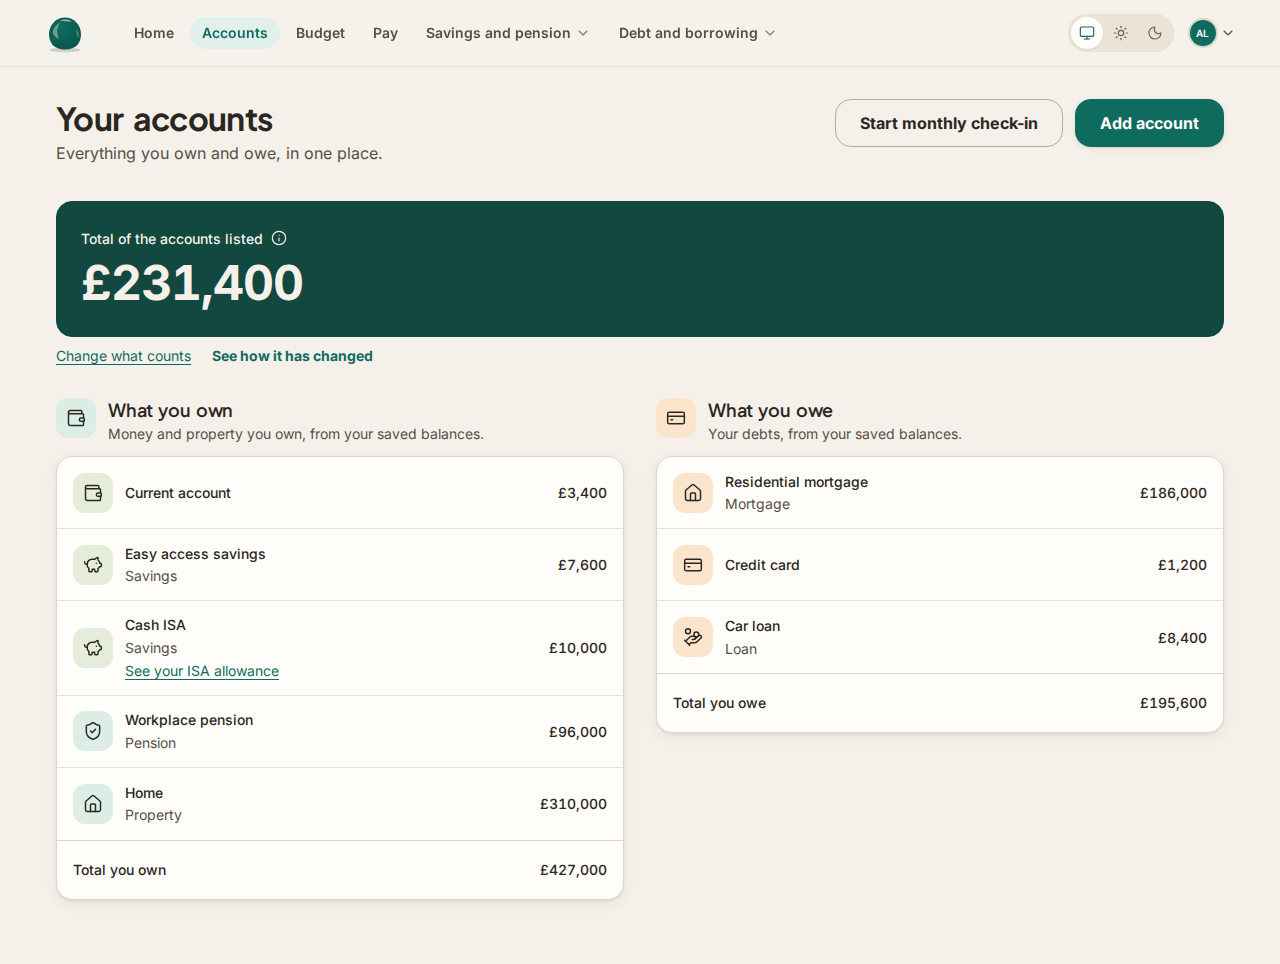 Home
Accounts
Budget
Pay
Savings and pension
Debt and borrowing
AL
Your accounts
Everything you own and owe, in one place.
Start monthly check-in
Add account
Total of the accounts listed
£231,400
Change what counts
See how it has changed
What you own
Money and property you own, from your saved balances.
Current account
£3,400
Easy access savings
Savings
£7,600
Cash ISA
Savings
See your ISA allowance
£10,000
Workplace pension
Pension
£96,000
Home
Property
£310,000
Total you own
£427,000
What you owe
Your debts, from your saved balances.
Residential mortgage
Mortgage
£186,000
Credit card
£1,200
Car loan
Loan
£8,400
Total you owe
£195,600